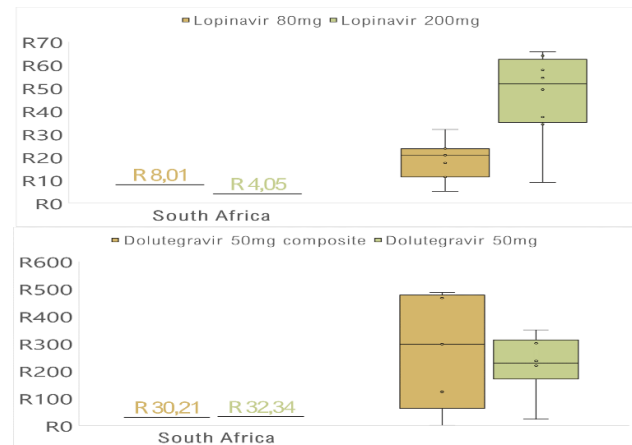 Lopinavir 80mg Lopinavir 200mg
R70
R60
R50
R40
R30
R20
R10
R0
R 8,01
R 4,05
South Africa
Dolutegravir 50mg composite Dolutegravir 50mg
R600
R500
R400
R300
R200
R100
R0
R 30,21
R 32,34
South Africa